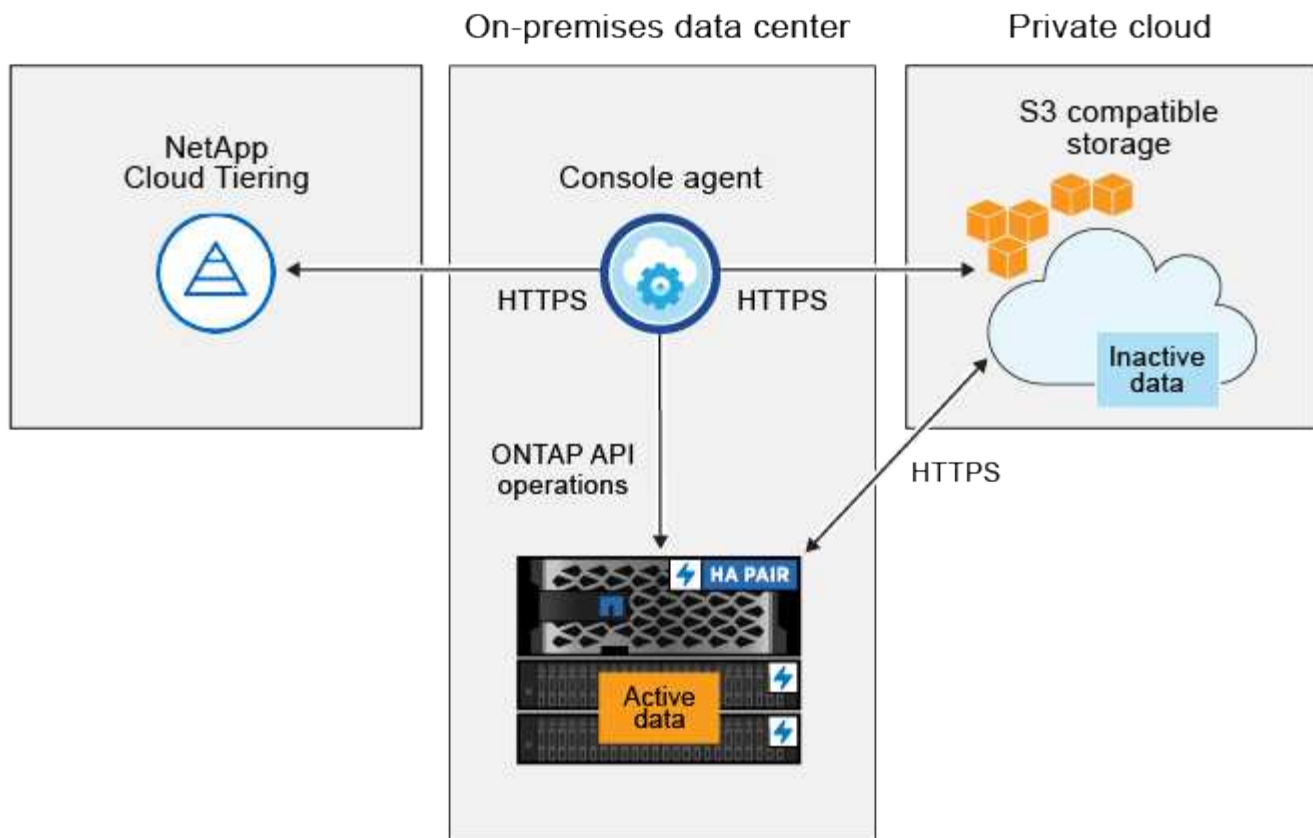 On-premises data center
Private cloud
NetApp
Cloud Tiering
Console agent
S3 compatible
storage
HTTPS
HTTPS
Inactive
data
ONTAP API
operations
HTTPS
HA PAIR
Active
data